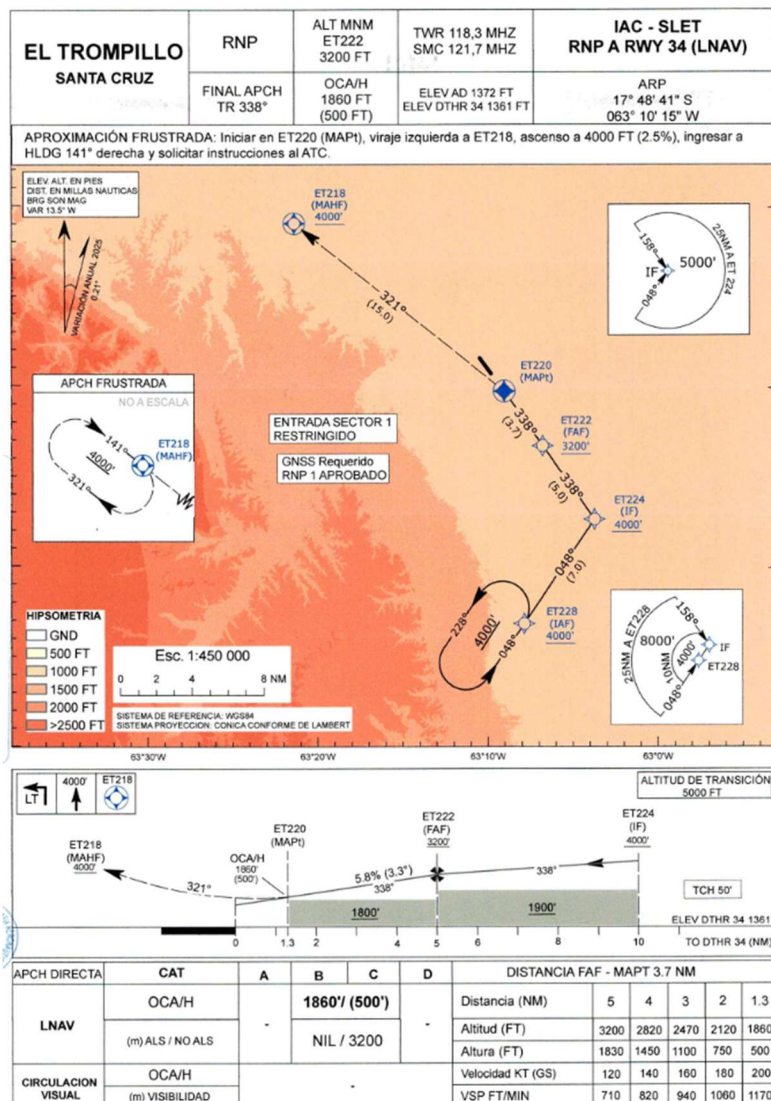 EL TROMPILLO
SANTA CRUZ
RNP
ALT MNM
ET222
3200 FT
TWR 118,3 MHZ
SMC 121,7 MHZ
IAC - SLET
RNP A RWY 34 (LNAV)
FINAL APCH
TR 338°
OCA/H
1860 FT
(500 FT)
ELEV AD 1372 FT
ELEV DTHR 34 1361 FT
ARP
17° 48' 41" S
063° 10' 15" W
APROXIMACIÓN FRUSTRADA: Iniciar en ET220 (MAPt), viraje izquierda a ET218, ascenso a 4000 FT (2.5%), ingresar a
HLDG 141° derecha y solicitar instrucciones al ATC.
ELEV. ALT. EN PIES
DIST. EN MILLAS NAUTICAS
BRG SON MAG
VAR 13.5° W
VARIACIÓN ANUAL 2025
0.21°
ET218
(MAHF)
4000'
321°
(15.0)
158°
IF
5000'
048°
25NM A ET 224
ET220
(MAPt)
338°
(3.7)
ET222
(FAF)
3200'
338°
(5.0)
ET224
(IF)
4000'
048°
(7.0)
ET228
(IAF)
4000'
228°
4000'
048°
APCH FRUSTRADA
NO A ESCALA
141°
4000'
321°
ET218
(MAHF)
ENTRADA SECTOR 1
RESTRINGIDO
GNSS Requerido
RNP 1 APROBADO
25NM A ET228
8000'
10NM
4000'
158°
IF
ET228
048°
HIPSOMETRIA
GND
500 FT
1000 FT
1500 FT
2000 FT
>2500 FT
Esc. 1:450 000
0 2 4 8 NM
SISTEMA DE REFERENCIA: WGS84
SISTEMA PROYECCION: CONICA CONFORME DE LAMBERT
63°30'W 63°20'W 63°10'W 63°0'W
LT
4000'
ET218
ALTITUD DE TRANSICIÓN
5000 FT
ET218
(MAHF)
4000'
321°
OCA/H
1860'
(500')
ET220
(MAPt)
5.8% (3.3°)
338°
ET222
(FAF)
3200'
338°
ET224
(IF)
4000'
1800'
1900'
TCH 50'
ELEV DTHR 34 1361
0 1.3 2 4 5 6 8 10 TO DTHR 34 (NM)
APCH DIRECTA CAT A B C D DISTANCIA FAF - MAPT 3.7 NM
LNAV
OCA/H - 1860'/ (500') -
(m) ALS / NO ALS NIL / 3200
Distancia (NM) 5 4 3 2 1.3
Altitud (FT) 3200 2820 2470 2120 1860
Altura (FT) 1830 1450 1100 750 500
CIRCULACION
VISUAL
OCA/H
(m) VISIBILIDAD
-
Velocidad KT (GS) 120 140 160 180 200
VSP FT/MIN 710 820 940 1060 1170